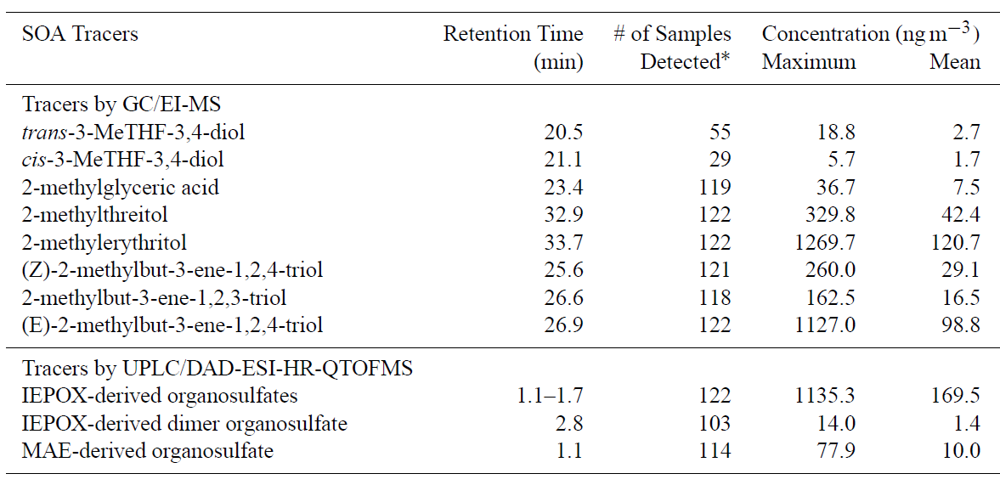 SOA Tracers Retention Time # of Samples Concentration (ng m−3)
(min) Detected* Maximum Mean
Tracers by GC/EI-MS
trans-3-MeTHF-3,4-diol 20.5 55 18.8 2.7
cis-3-MeTHF-3,4-diol 21.1 29 5.7 1.7
2-methylglyceric acid 23.4 119 36.7 7.5
2-methylthreitol 32.9 122 329.8 42.4
2-methylerythritol 33.7 122 1269.7 120.7
(Z)-2-methylbut-3-ene-1,2,4-triol 25.6 121 260.0 29.1
2-methylbut-3-ene-1,2,3-triol 26.6 118 162.5 16.5
(E)-2-methylbut-3-ene-1,2,4-triol 26.9 122 1127.0 98.8
Tracers by UPLC/DAD-ESI-HR-QTOFMS
IEPOX-derived organosulfates 1.1–1.7 122 1135.3 169.5
IEPOX-derived dimer organosulfate 2.8 103 14.0 1.4
MAE-derived organosulfate 1.1 114 77.9 10.0